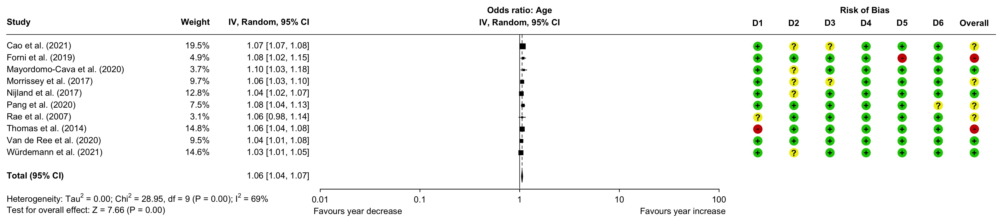 Odds ratio: Age Risk of Bias
Study Weight IV, Random, 95% CI IV, Random, 95% CI D1 D2 D3 D4 D5 D6 Overall
Cao et al. (2021) 19.5% 1.07 [1.07, 1.08] + ? ? + + + ?
Forni et al. (2019) 4.9% 1.08 [1.02, 1.15] + + + + - + -
Mayordomo-Cava et al. (2020) 3.7% 1.10 [1.03, 1.18] + ? + + + + +
Morrissey et al. (2017) 9.7% 1.06 [1.03, 1.10] + ? ? + + + ?
Nijland et al. (2017) 12.8% 1.04 [1.02, 1.07] + ? + + + + +
Pang et al. (2020) 7.5% 1.08 [1.04, 1.13] + + + + + ? ?
Rae et al. (2007) 3.1% 1.06 [0.98, 1.14] ? + + + + + ?
Thomas et al. (2014) 14.8% 1.06 [1.04, 1.08] - + + + + + -
Van de Ree et al. (2020) 9.5% 1.04 [1.01, 1.08] + + + + + + +
Würdemann et al. (2021) 14.6% 1.03 [1.01, 1.05] + ? + + + + +
Total (95% CI) 1.06 [1.04, 1.07]
Heterogeneity: Tau² = 0.00; Chi² = 28.95, df = 9 (P = 0.00); I² = 69%
0.01 0.1 1 10 100
Test for overall effect: Z = 7.66 (P = 0.00)
Favours year decrease Favours year increase